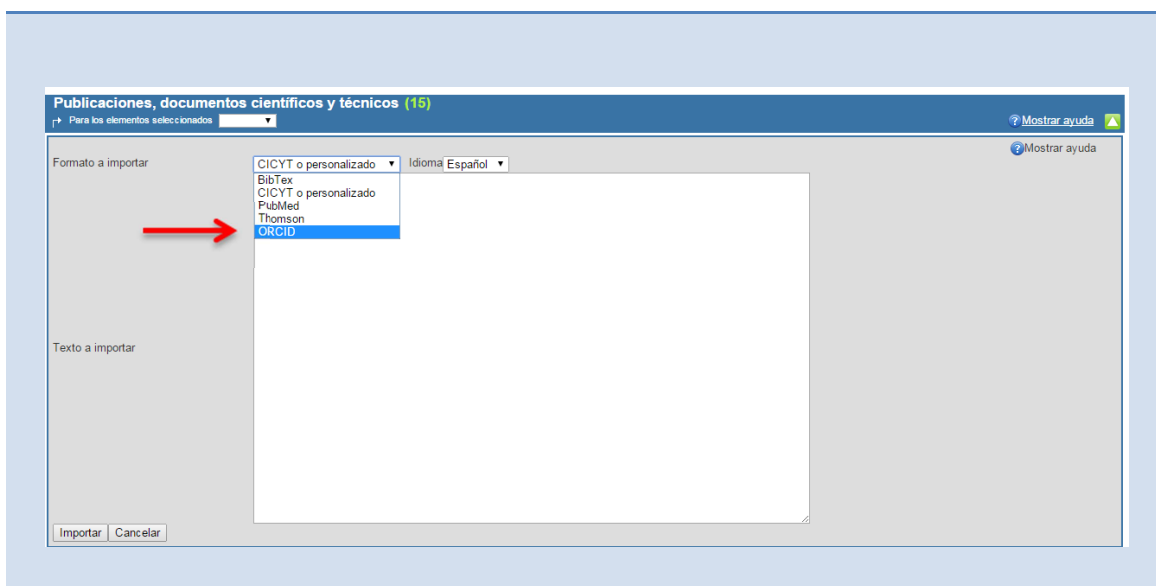 Publicaciones, documentos científicos y técnicos (15)
Para los elementos seleccionados
Mostrar ayuda
Mostrar ayuda
Formato a importar
CICYT o personalizado
Idioma Español
BibTex
CICYT o personalizado
PubMed
Thomson
ORCID
Texto a importar
Importar Cancelar